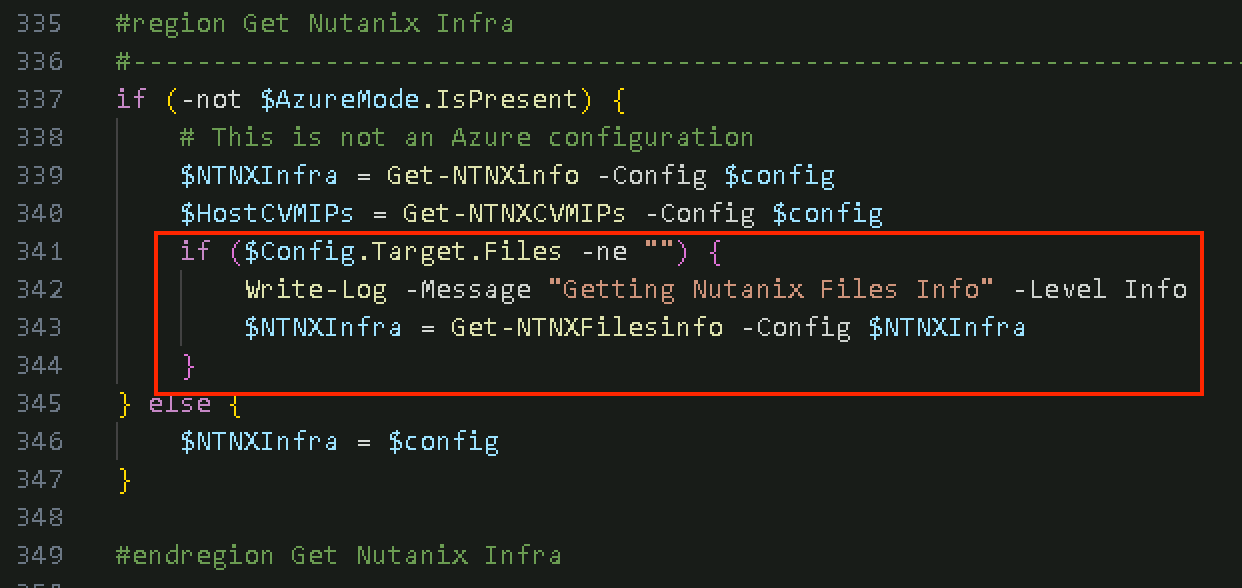 335 #region Get Nutanix Infra
336 #----------------------------------------------------------------------
337 if (-not $AzureMode.IsPresent) {
338 # This is not an Azure configuration
339 $NTNXInfra = Get-NTNXinfo -Config $config
340 $HostCVMIPs = Get-NTNXCVMIPs -Config $config
341 if ($Config.Target.Files -ne "") {
342 Write-Log -Message "Getting Nutanix Files Info" -Level Info
343 $NTNXInfra = Get-NTNXFilesinfo -Config $NTNXInfra
344 }
345 } else {
346 $NTNXInfra = $config
347 }
348
349 #endregion Get Nutanix Infra